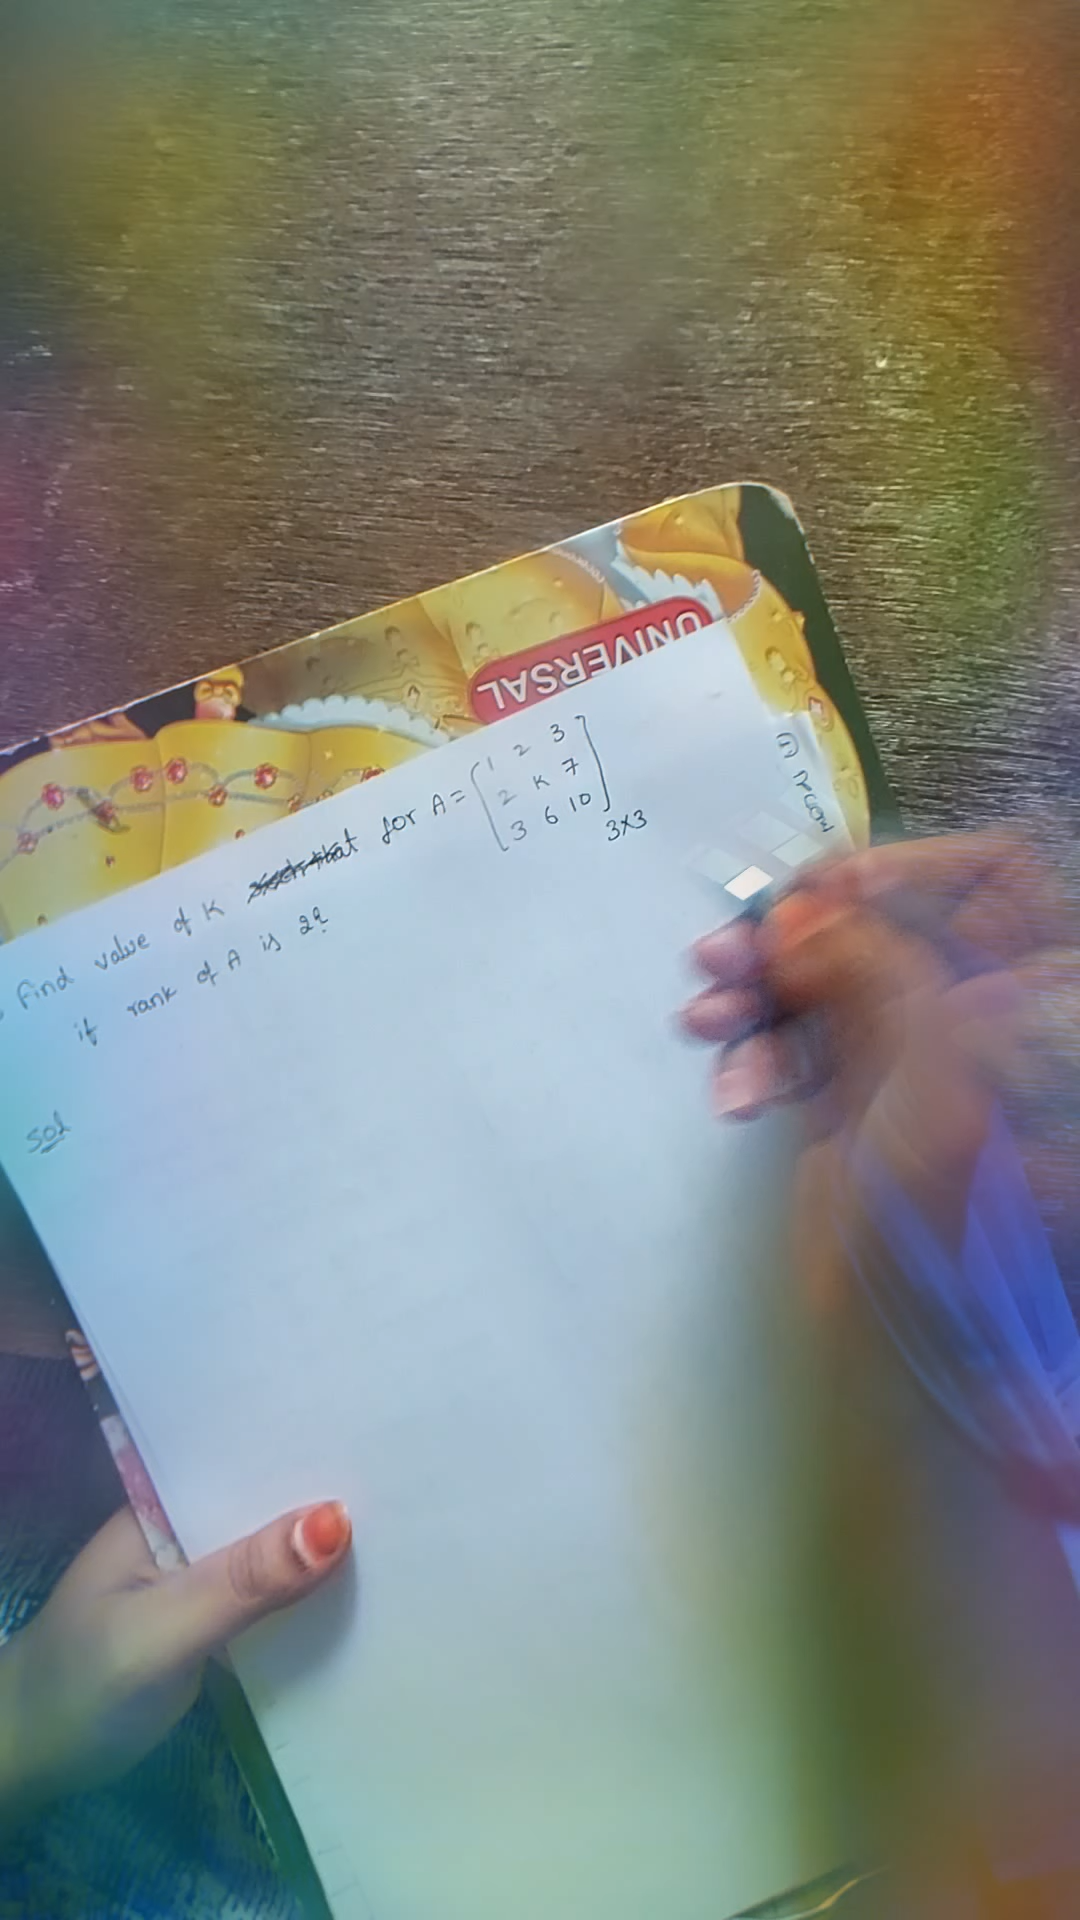 UNIVERSAL
Find value of K such that for A = [1 2 3
2 K 7
3 6 10] 3x3
if rank of A is 2?
Sol